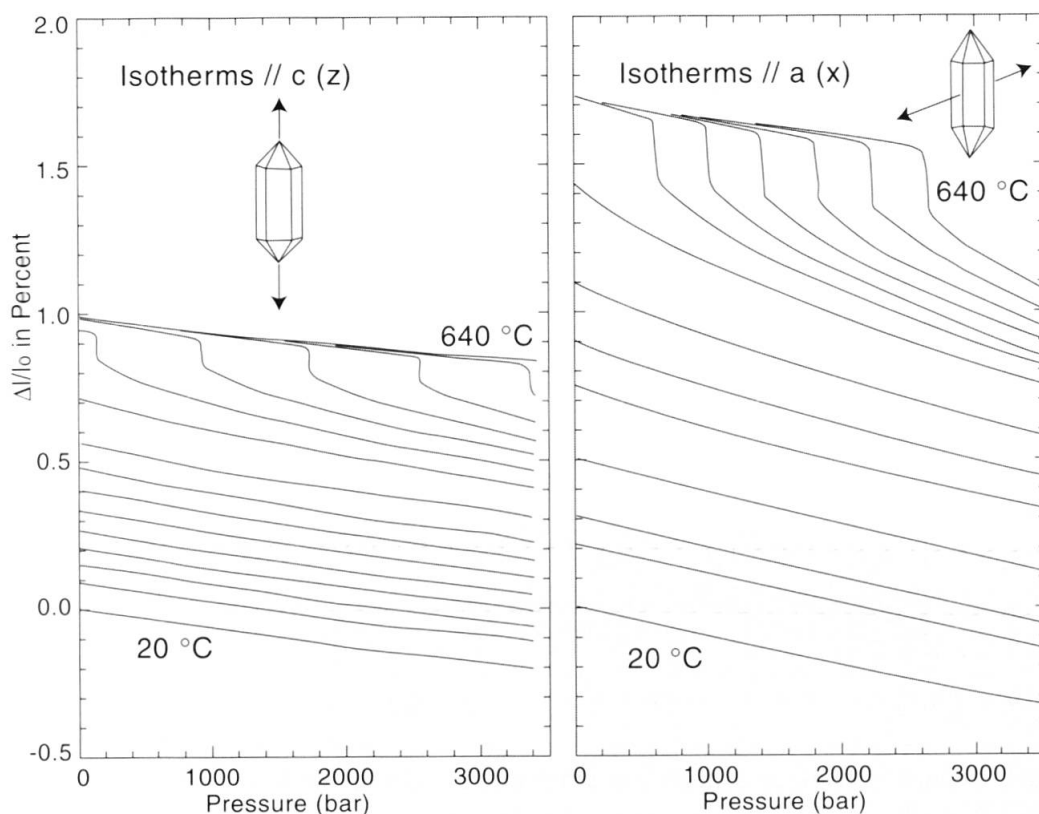 2.0
1.5
1.0
0.5
0.0
-0.5
Δl/lo in Percent
Isotherms // c (z)
640 °C
20 °C
0 1000 2000 3000
Pressure (bar)
Isotherms // a (x)
640 °C
20 °C
0 1000 2000 3000
Pressure (bar)